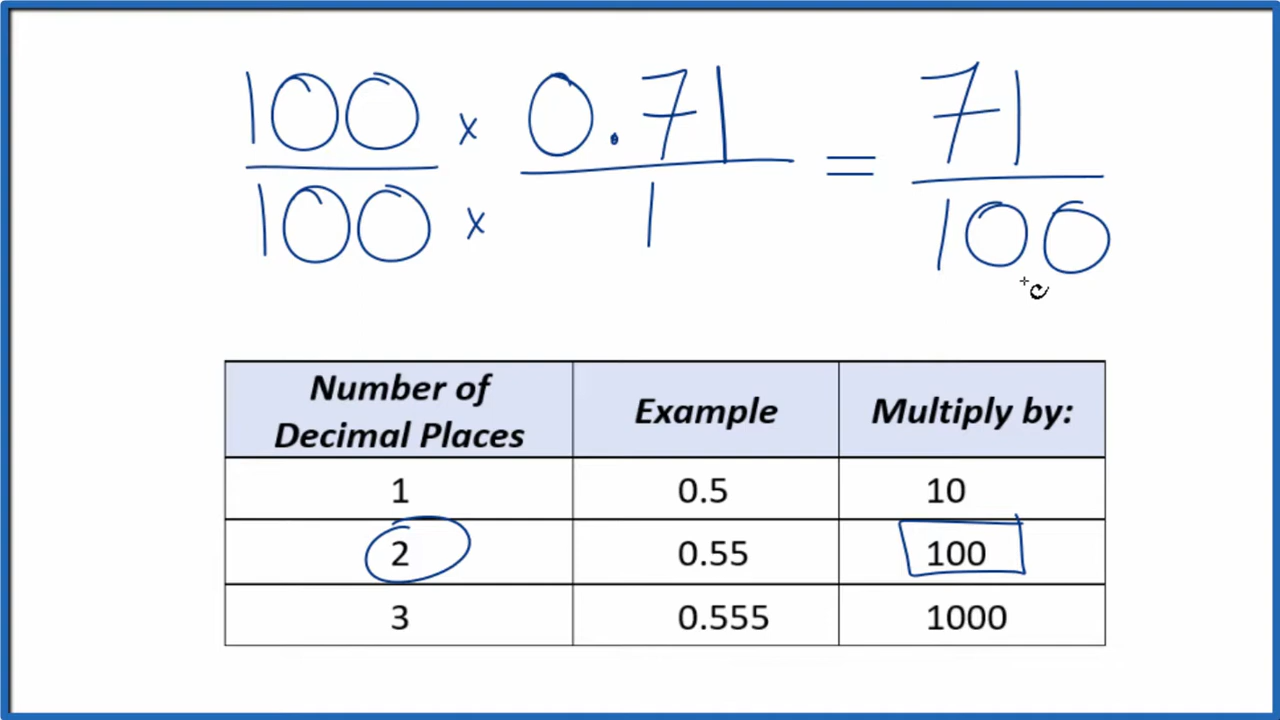 100 × 0.71 = 71
100 × 1 100
Number of Decimal Places Example Multiply by:
1 0.5 10
2 0.55 100
3 0.555 1000